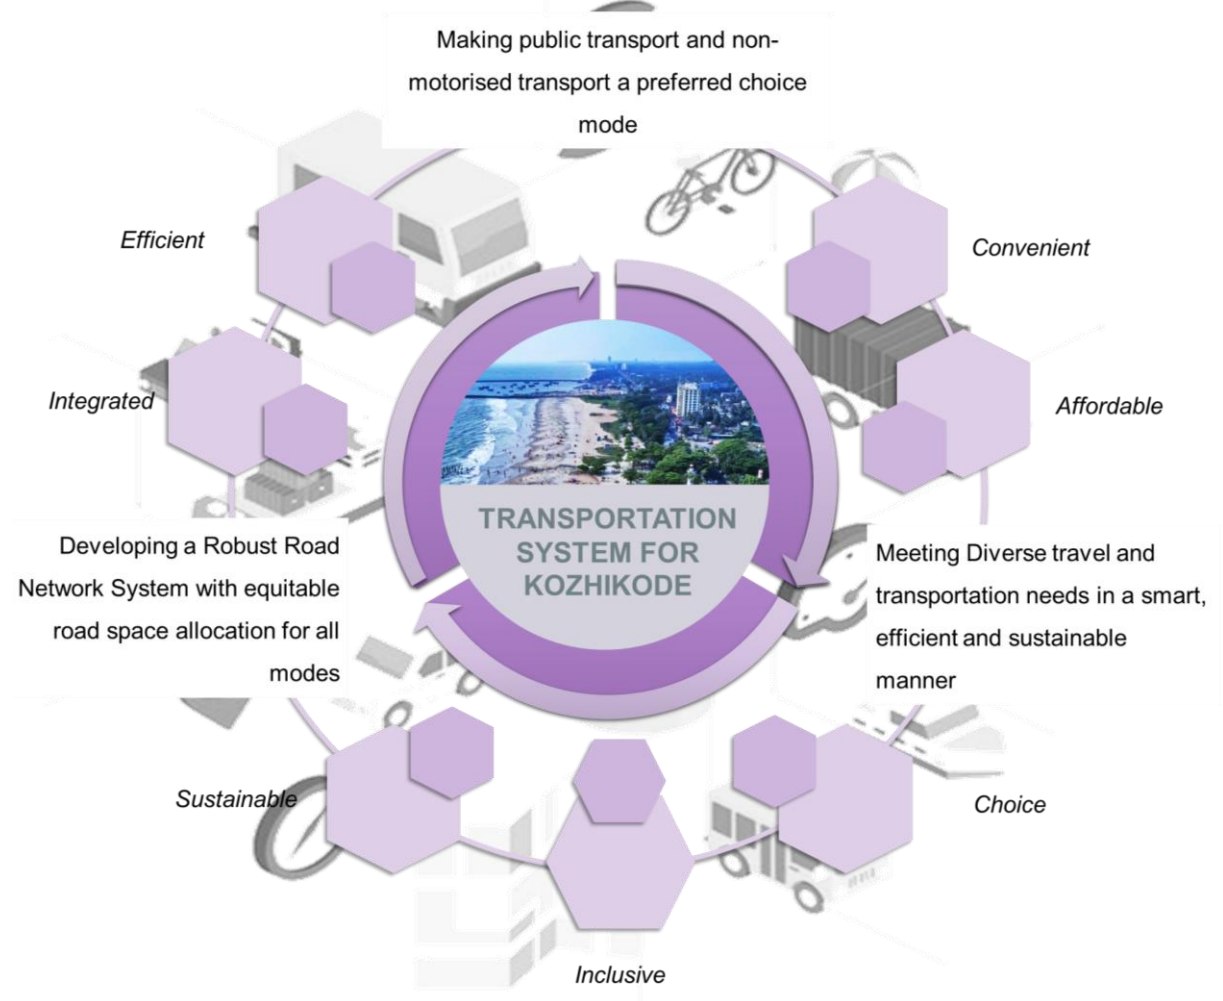 Making public transport and non-
motorised transport a preferred choice
mode
Efficient
Convenient
Integrated
Affordable
TRANSPORTATION
SYSTEM FOR
KOZHIKODE
Developing a Robust Road
Network System with equitable
road space allocation for all
modes
Meeting Diverse travel and
transportation needs in a smart,
efficient and sustainable
manner
Sustainable
Choice
Inclusive